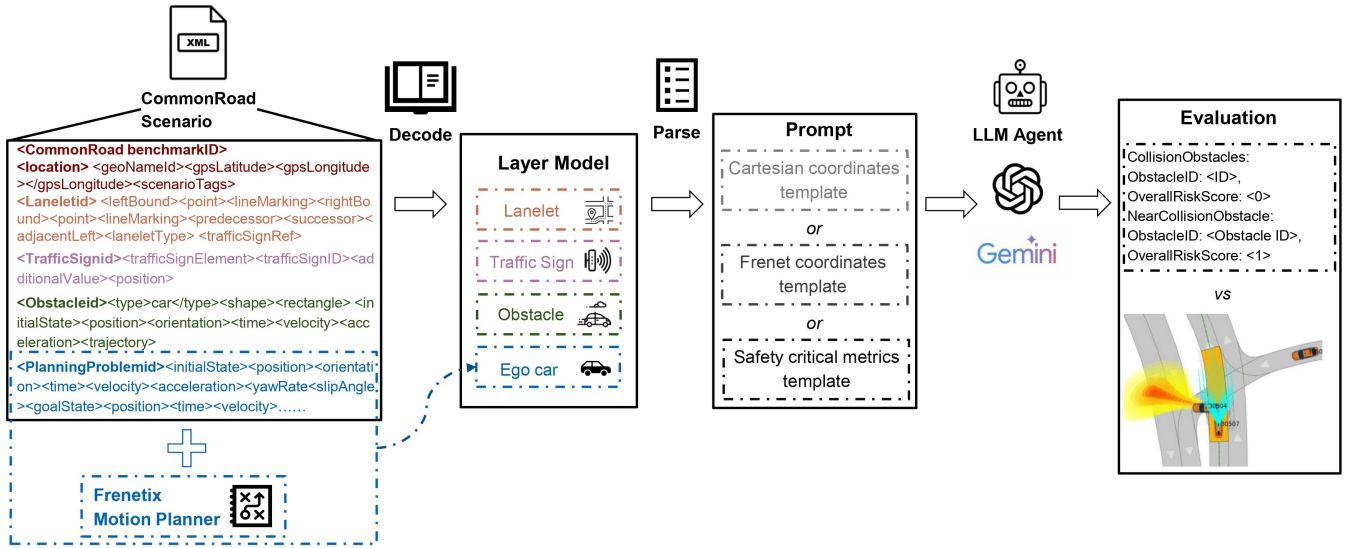 XML
CommonRoad
Scenario
<CommonRoad benchmarkID>
<location> <geoNameId><gpsLatitude><gpsLongitude
></gpsLongitude><scenarioTags>
<Laneletid> <leftBound><point><lineMarking><rightBo
und><point><lineMarking><predecessor><successor><
adjacentLeft><laneletType> <trafficSignRef>
<TrafficSignid><trafficSignElement><trafficSignID><ad
ditionalValue><position>
<Obstacleid><type>car</type><shape><rectangle> <in
itialState><position><orientation><time><velocity><acc
eleration><trajectory>
<PlanningProblemid><initialState><position><orientati
on><time><velocity><acceleration><yawRate><slipAngle
><goalState><position><time><velocity>……
Frenetix
Motion Planner
Decode
Layer Model
Lanelet
Traffic Sign
Obstacle
Ego car
Parse
Prompt
Cartesian coordinates
template
or
Frenet coordinates
template
or
Safety critical metrics
template
LLM Agent
Gemini
Evaluation
CollisionObstacles:
ObstacleID: <ID>,
OverallRiskScore: <0>
NearCollisionObstacle:
ObstacleID: <Obstacle ID>,
OverallRiskScore: <1>
vs
30504
30507